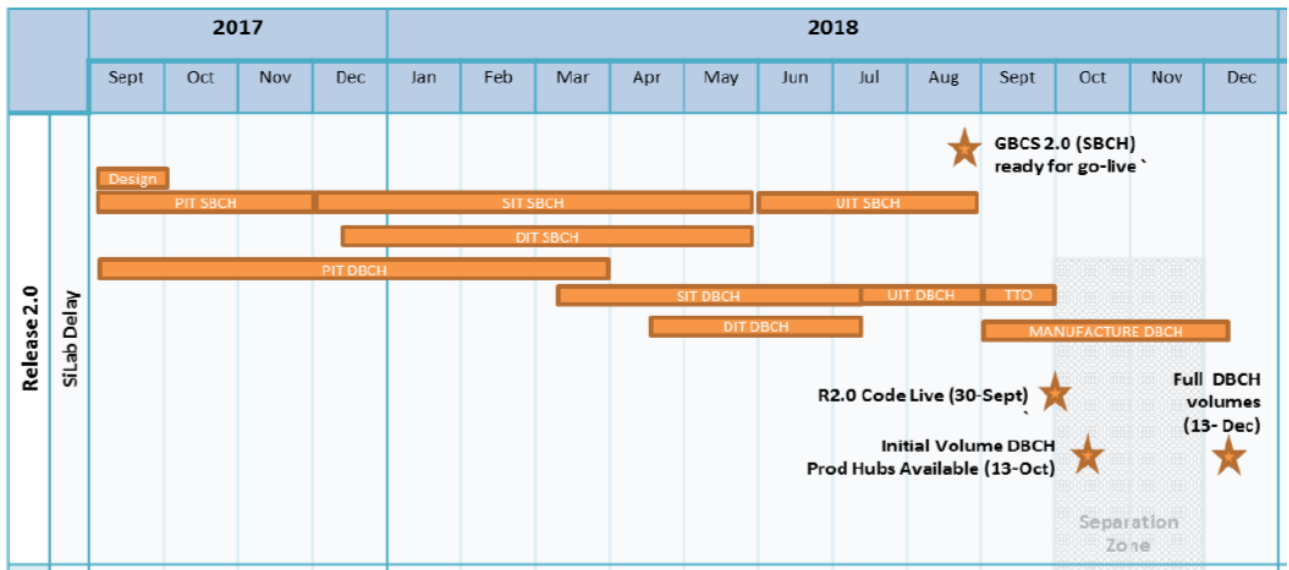 2017
2018
Sept
Oct
Nov
Dec
Jan
Feb
Mar
Apr
May
Jun
Jul
Aug
Sept
Oct
Nov
Dec
Release 2.0
SiLab Delay
GBCS 2.0 (SBCH)
ready for go-live `
Design
PIT SBCH
SIT SBCH
UIT SBCH
DIT SBCH
PIT DBCH
SIT DBCH
UIT DBCH
TTO
DIT DBCH
MANUFACTURE DBCH
R2.0 Code Live (30-Sept)
`
Full DBCH
volumes
(13- Dec)
Initial Volume DBCH
Prod Hubs Available (13-Oct)
Separation
Zone